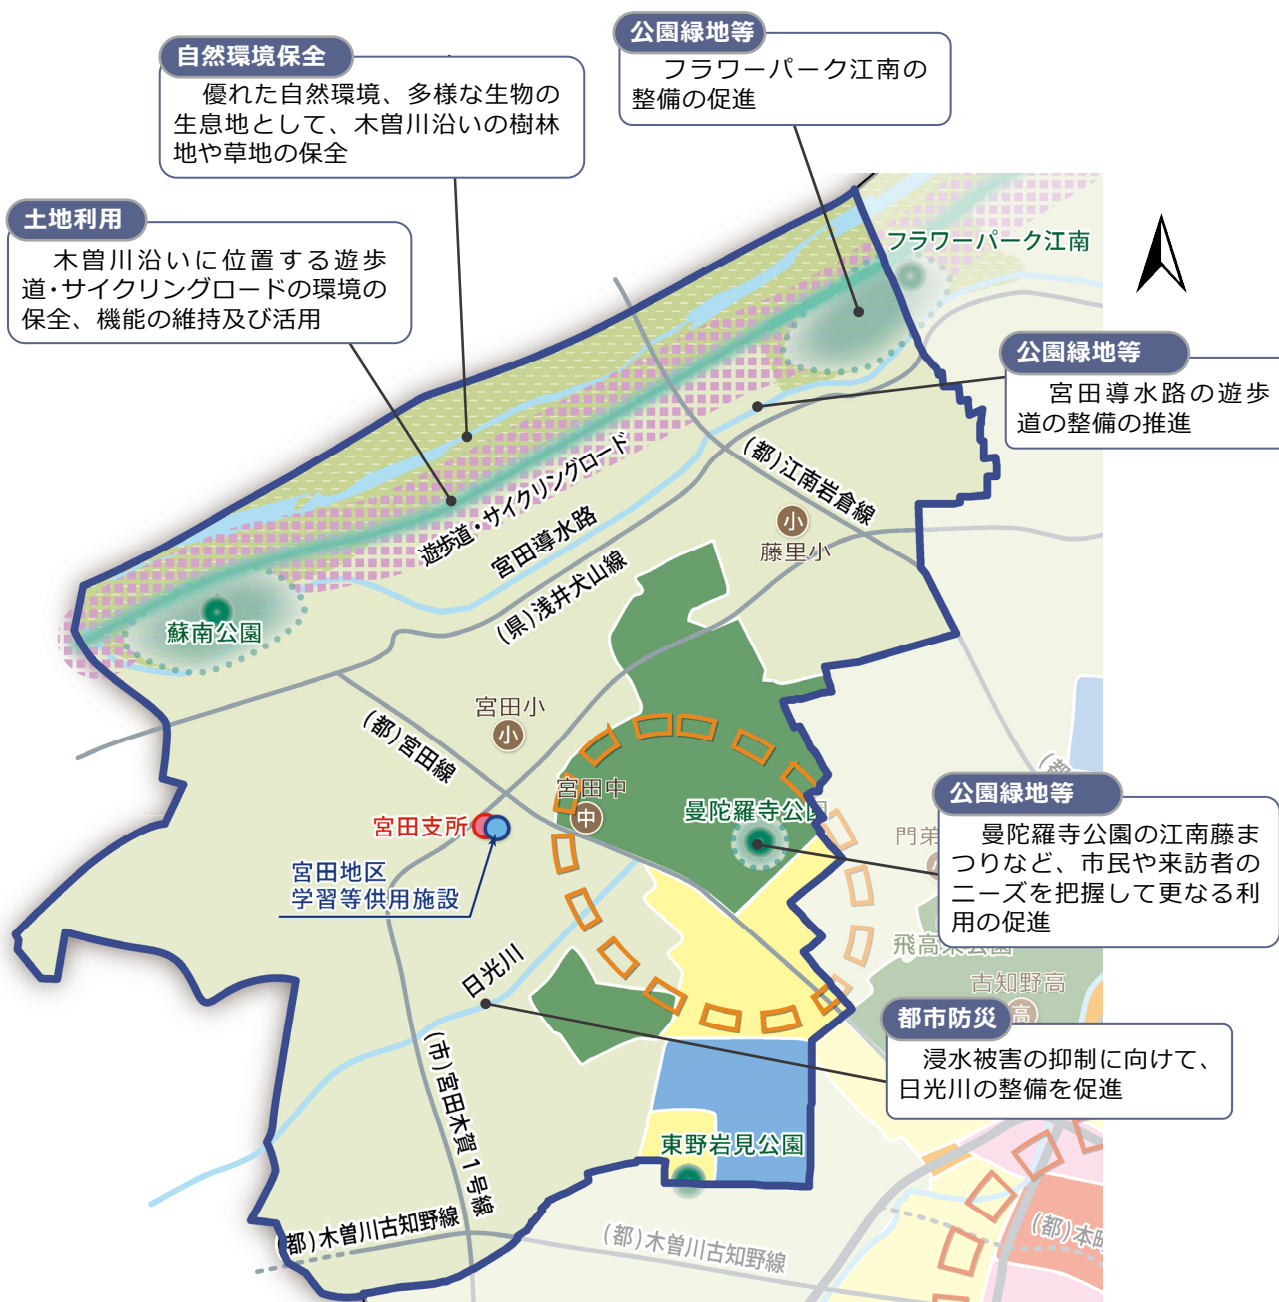 公園緑地等
フラワーパーク江南の
整備の促進
自然環境保全
優れた自然環境、多様な生物の
生息地として、木曽川沿いの樹林
地や草地の保全
土地利用
木曽川沿いに位置する遊歩
道・サイクリングロードの環境の
保全、機能の維持及び活用
フラワーパーク江南
公園緑地等
宮田導水路の遊歩
道の整備の推進
遊歩道・サイクリングロード
宮田導水路
(県)浅井犬山線
(都)江南岩倉線
小
藤里小
蘇南公園
宮田小
小
(都)宮田線
宮田中
中
曼陀羅寺公園
宮田支所
宮田地区
学習等供用施設
公園緑地等
曼陀羅寺公園の江南藤ま
つりなど、市民や来訪者の
ニーズを把握して更なる利
用の促進
門弟
飛高東公園
古知野高
高
日光川
都市防災
浸水被害の抑制に向けて、
日光川の整備を促進
(市)宮田木賀1号線
東野岩見公園
(都)木曽川古知野線
(都)木曽川古知野線
(都)本町